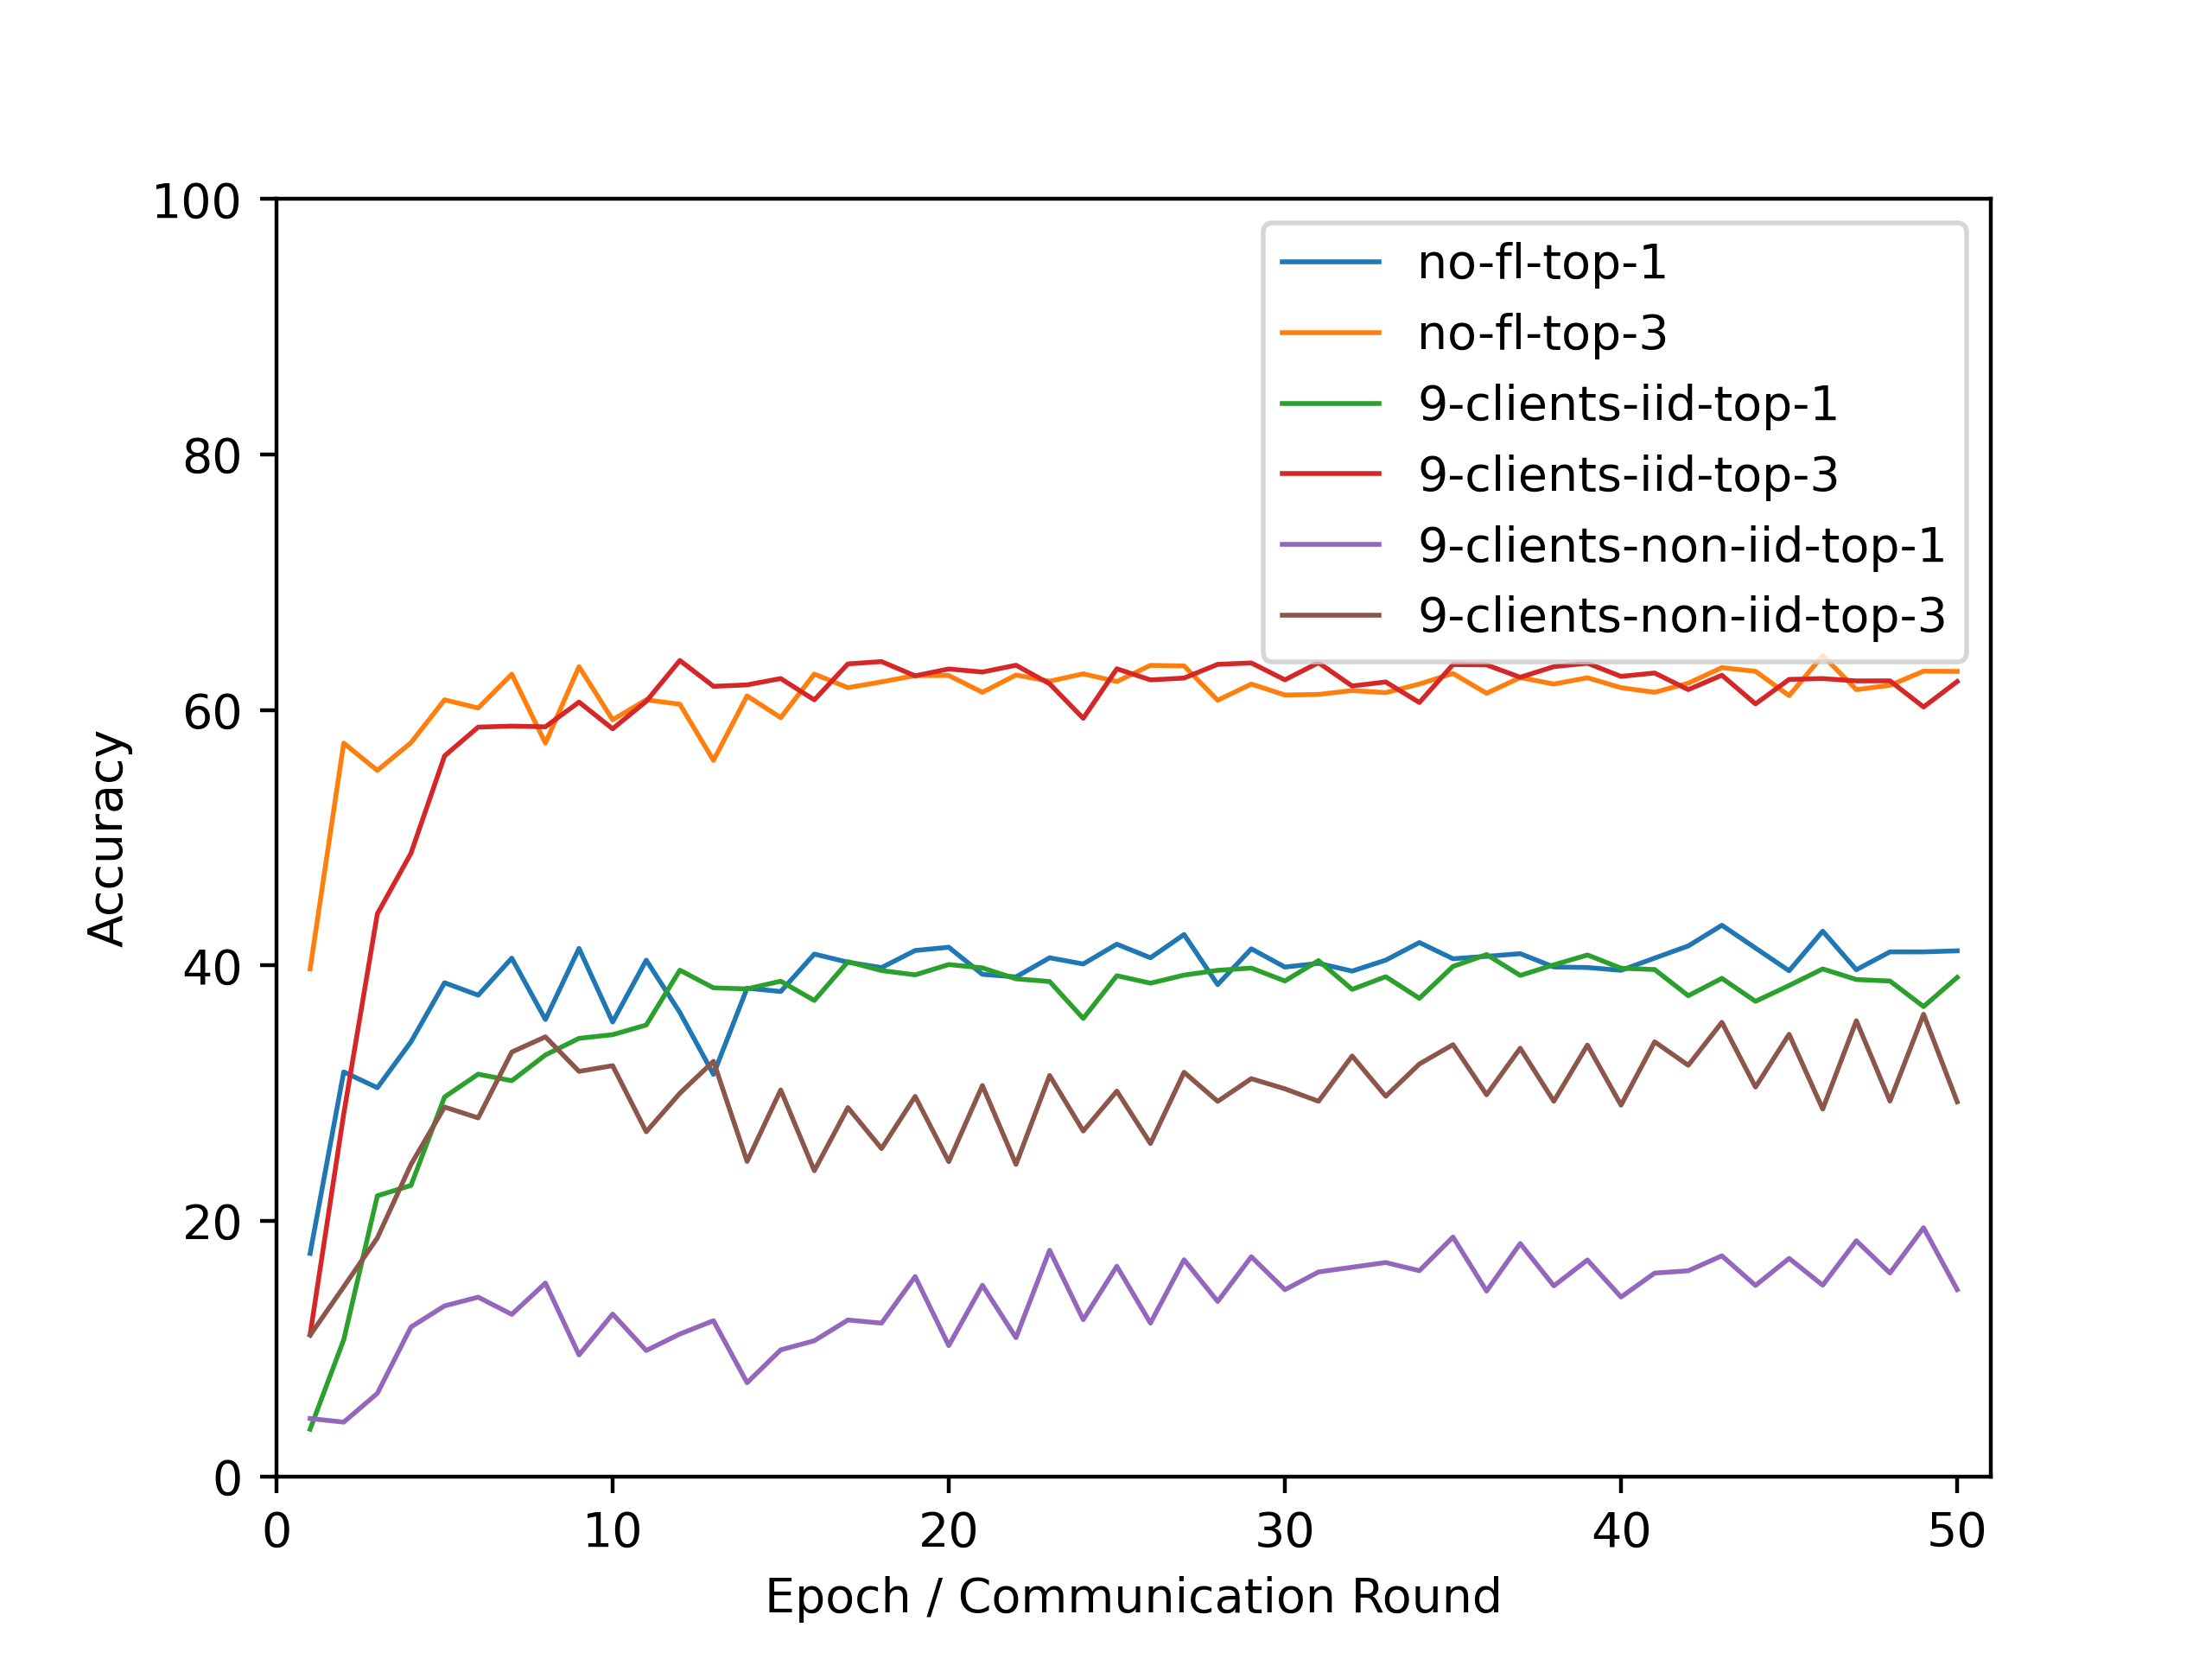 100
80
60
40
20
0
Accuracy
no-fl-top-1
no-fl-top-3
9-clients-iid-top-1
9-clients-iid-top-3
9-clients-non-iid-top-1
9-clients-non-iid-top-3
0 10 20 30 40 50
Epoch / Communication Round